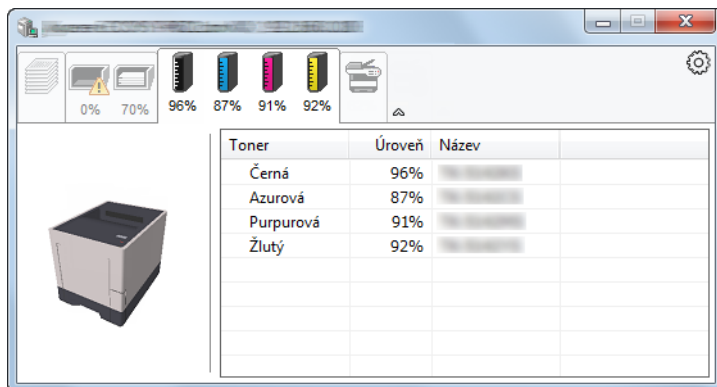 0% 70% 96% 87% 91% 92%
Toner Úroveň Název
Černá 96%
Azurová 87%
Purpurová 91%
Žlutý 92%